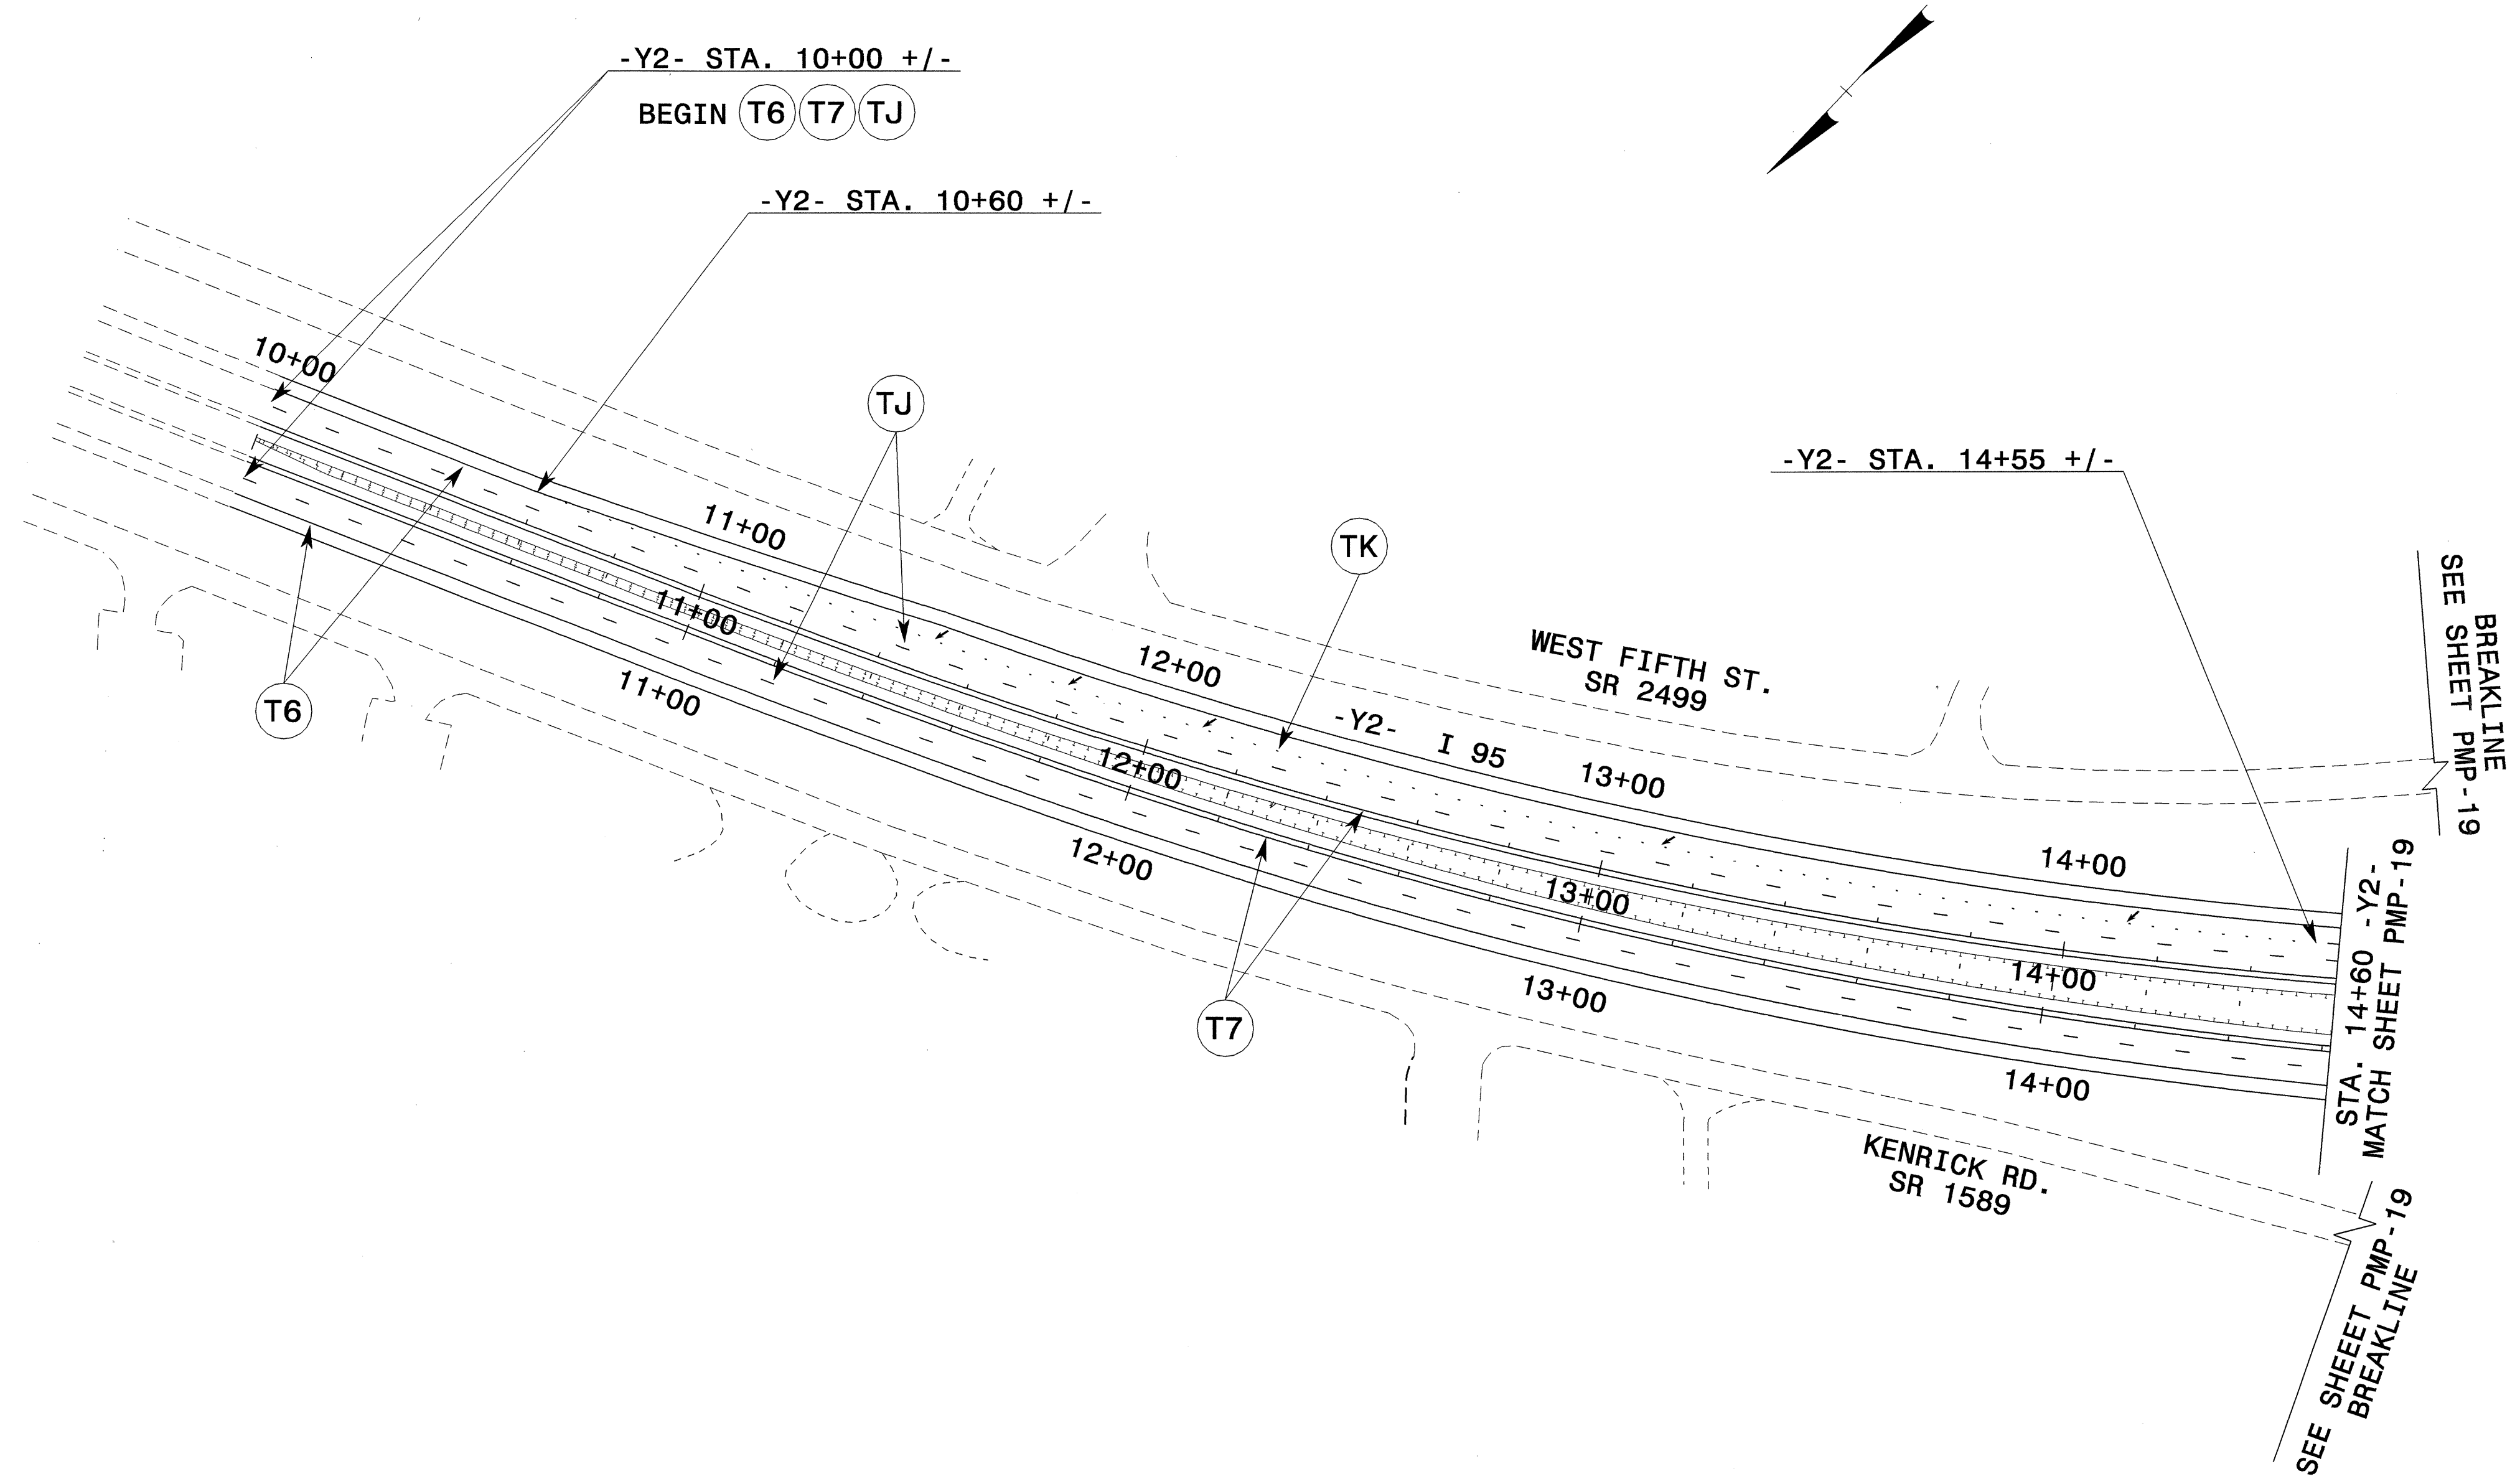 -Y2- STA. 10+00 +/-
BEGIN T6 T7 TJ
-Y2- STA. 10+60 +/-
10+00
TJ
-Y2- STA. 14+55 +/-
11+00
TK
11+00
T6
11+00
12+00
WEST FIFTH ST.
SR 2499
-Y2- I 95
12+00
13+00
12+00
13+00
14+00
T7
13+00
14+00
14+00
KENRICK RD.
SR 1589
BREAKLINE
SEE SHEET PMP-19
STA. 14+60 -Y2-
MATCH SHEET PMP-19
SEE SHEET PMP-19
BREAKLINE